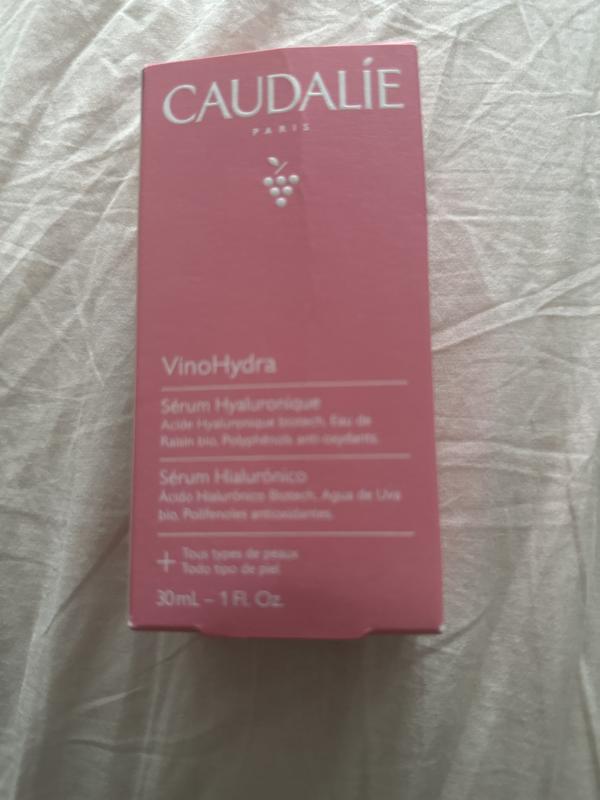 CAUDALÍE
PARIS
VinoHydra
Sérum Hyaluronique
Acide Hyaluronique biotech, Eau de
Raisin bio, Polyphénols anti-oxydants.
Sérum Hialurónico
Ácido Hialurónico Biotech, Agua de Uva
bio, Polifenoles antioxidantes.
+ Tous types de peaux
Todo tipo de piel
30mL – 1 Fl. Oz.